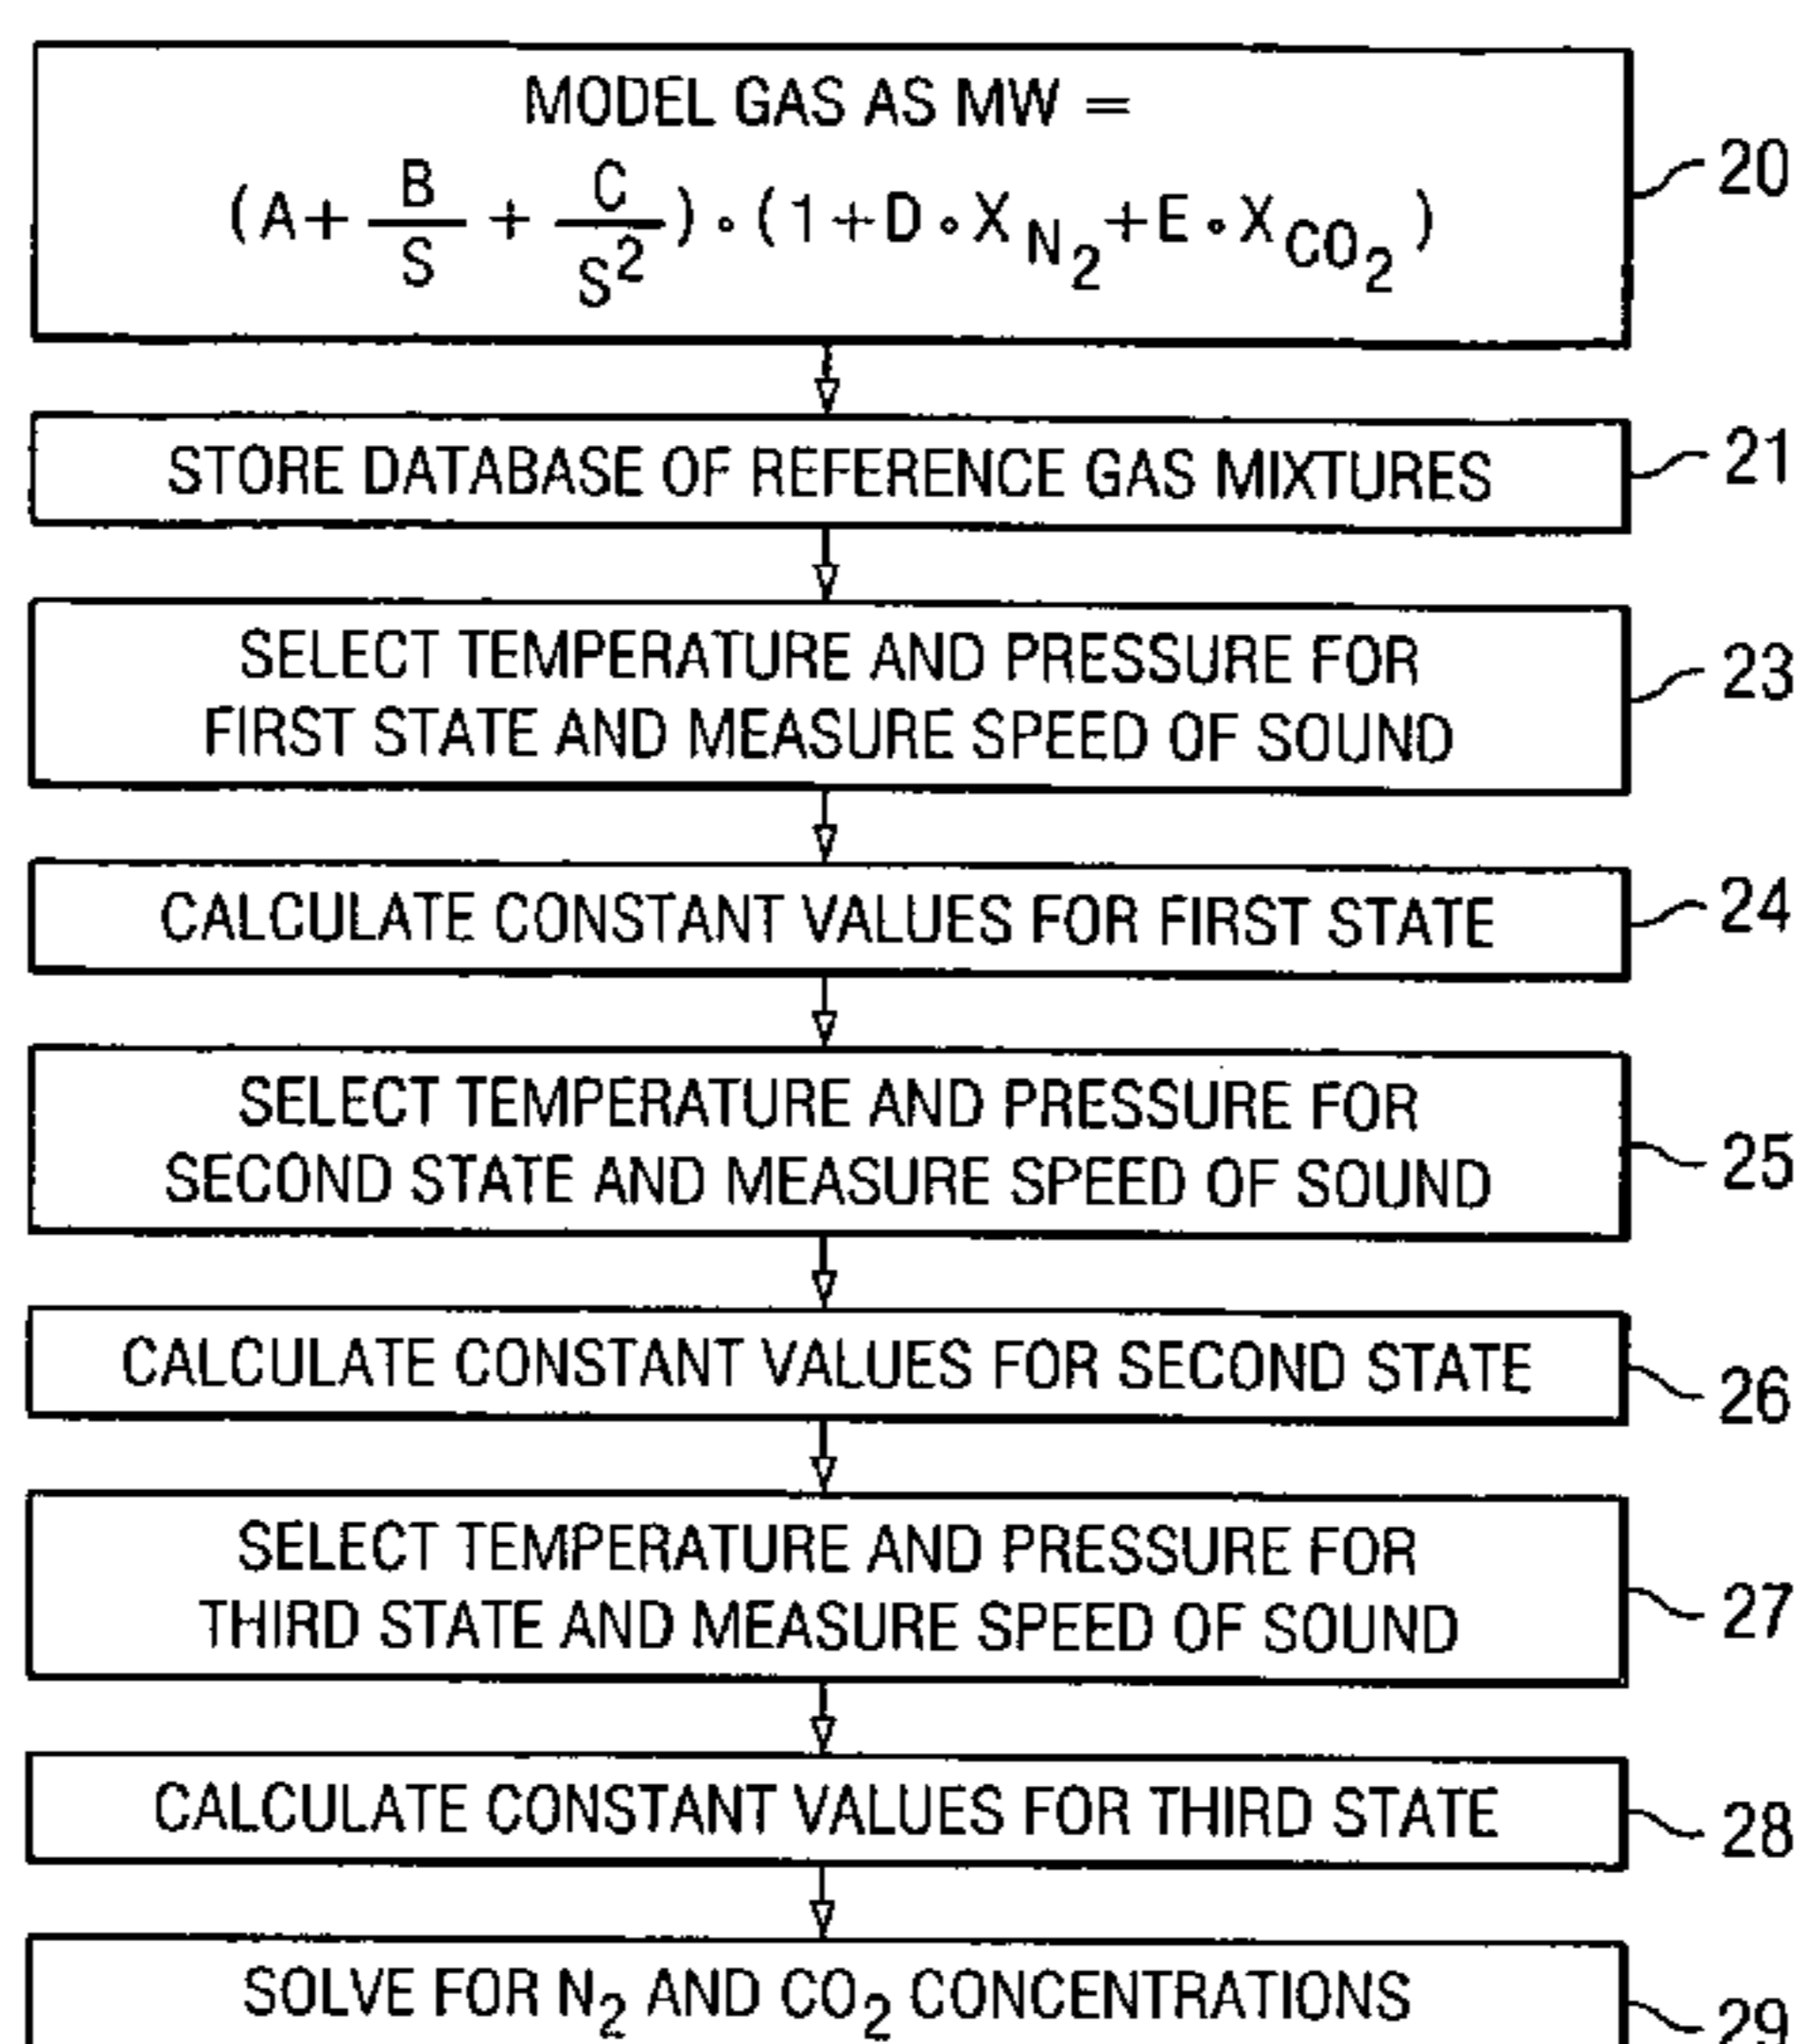 MODEL GAS AS MW =
(A+ B/S + C/S²)∘(1+D∘X_N₂+E∘X_CO₂)
20
STORE DATABASE OF REFERENCE GAS MIXTURES
21
SELECT TEMPERATURE AND PRESSURE FOR
FIRST STATE AND MEASURE SPEED OF SOUND
23
CALCULATE CONSTANT VALUES FOR FIRST STATE
24
SELECT TEMPERATURE AND PRESSURE FOR
SECOND STATE AND MEASURE SPEED OF SOUND
25
CALCULATE CONSTANT VALUES FOR SECOND STATE
26
SELECT TEMPERATURE AND PRESSURE FOR
THIRD STATE AND MEASURE SPEED OF SOUND
27
CALCULATE CONSTANT VALUES FOR THIRD STATE
28
SOLVE FOR N₂ AND CO₂ CONCENTRATIONS
29